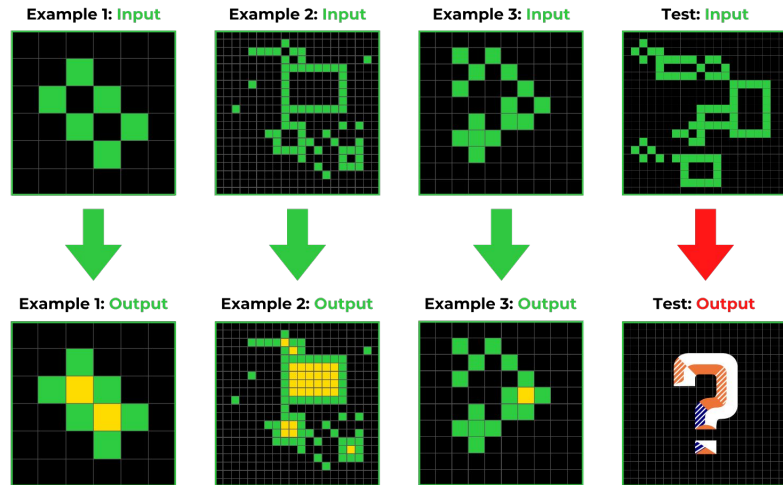 Example 1: Input
Example 2: Input
Example 3: Input
Test: Input
Example 1: Output
Example 2: Output
Example 3: Output
Test: Output
?